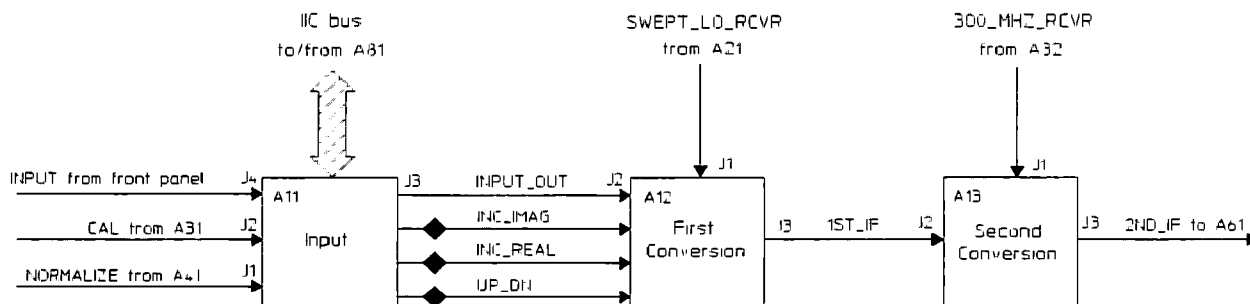 IIC bus
to/from A81
SWEPT_LO_RCVR
from A21
300_MHZ_RCVR
from A32
INPUT from front panel
J4
A11
Input
J3
INPUT_OUT
J2
J1
A12
First
Conversion
J3
1ST_IF
J2
J1
A13
Second
Conversion
J3
2ND_IF to A61
CAL from A31
J2
INC_IMAG
INC_REAL
NORMALIZE from A41
J1
UP_DN